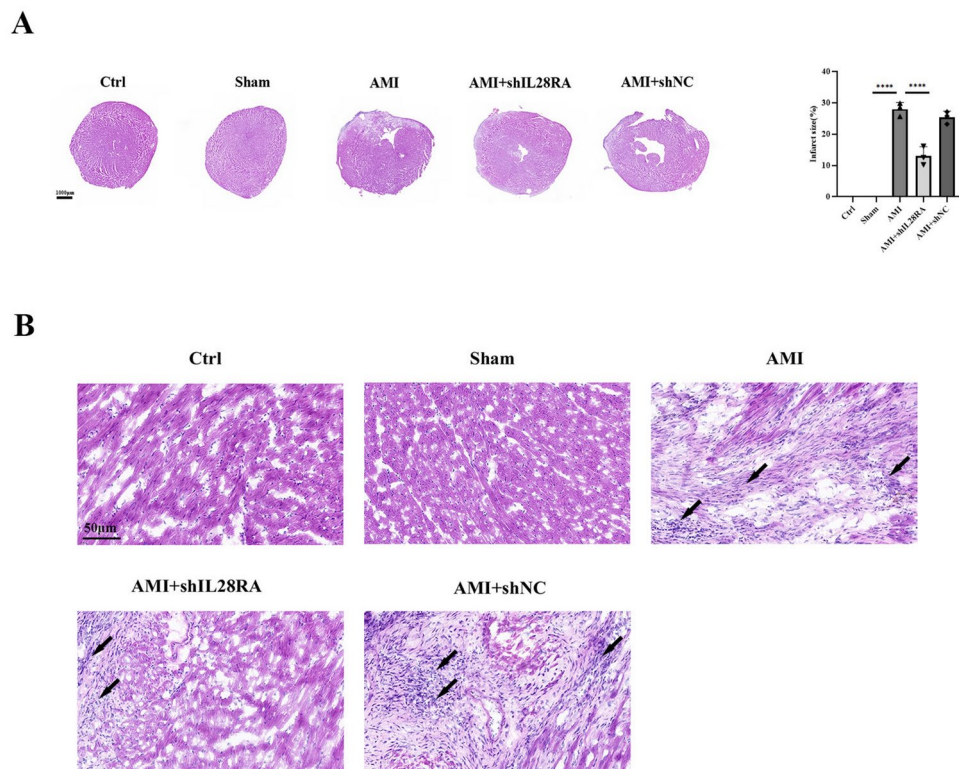 A
Ctrl
Sham
AMI
AMI+shIL28RA
AMI+shNC
1000μm
Infarct size(%)
40
30
20
10
0
****
****
Ctrl
Sham
AMI
AMI+shIL28RA
AMI+shNC
B
Ctrl
Sham
AMI
50μm
AMI+shIL28RA
AMI+shNC